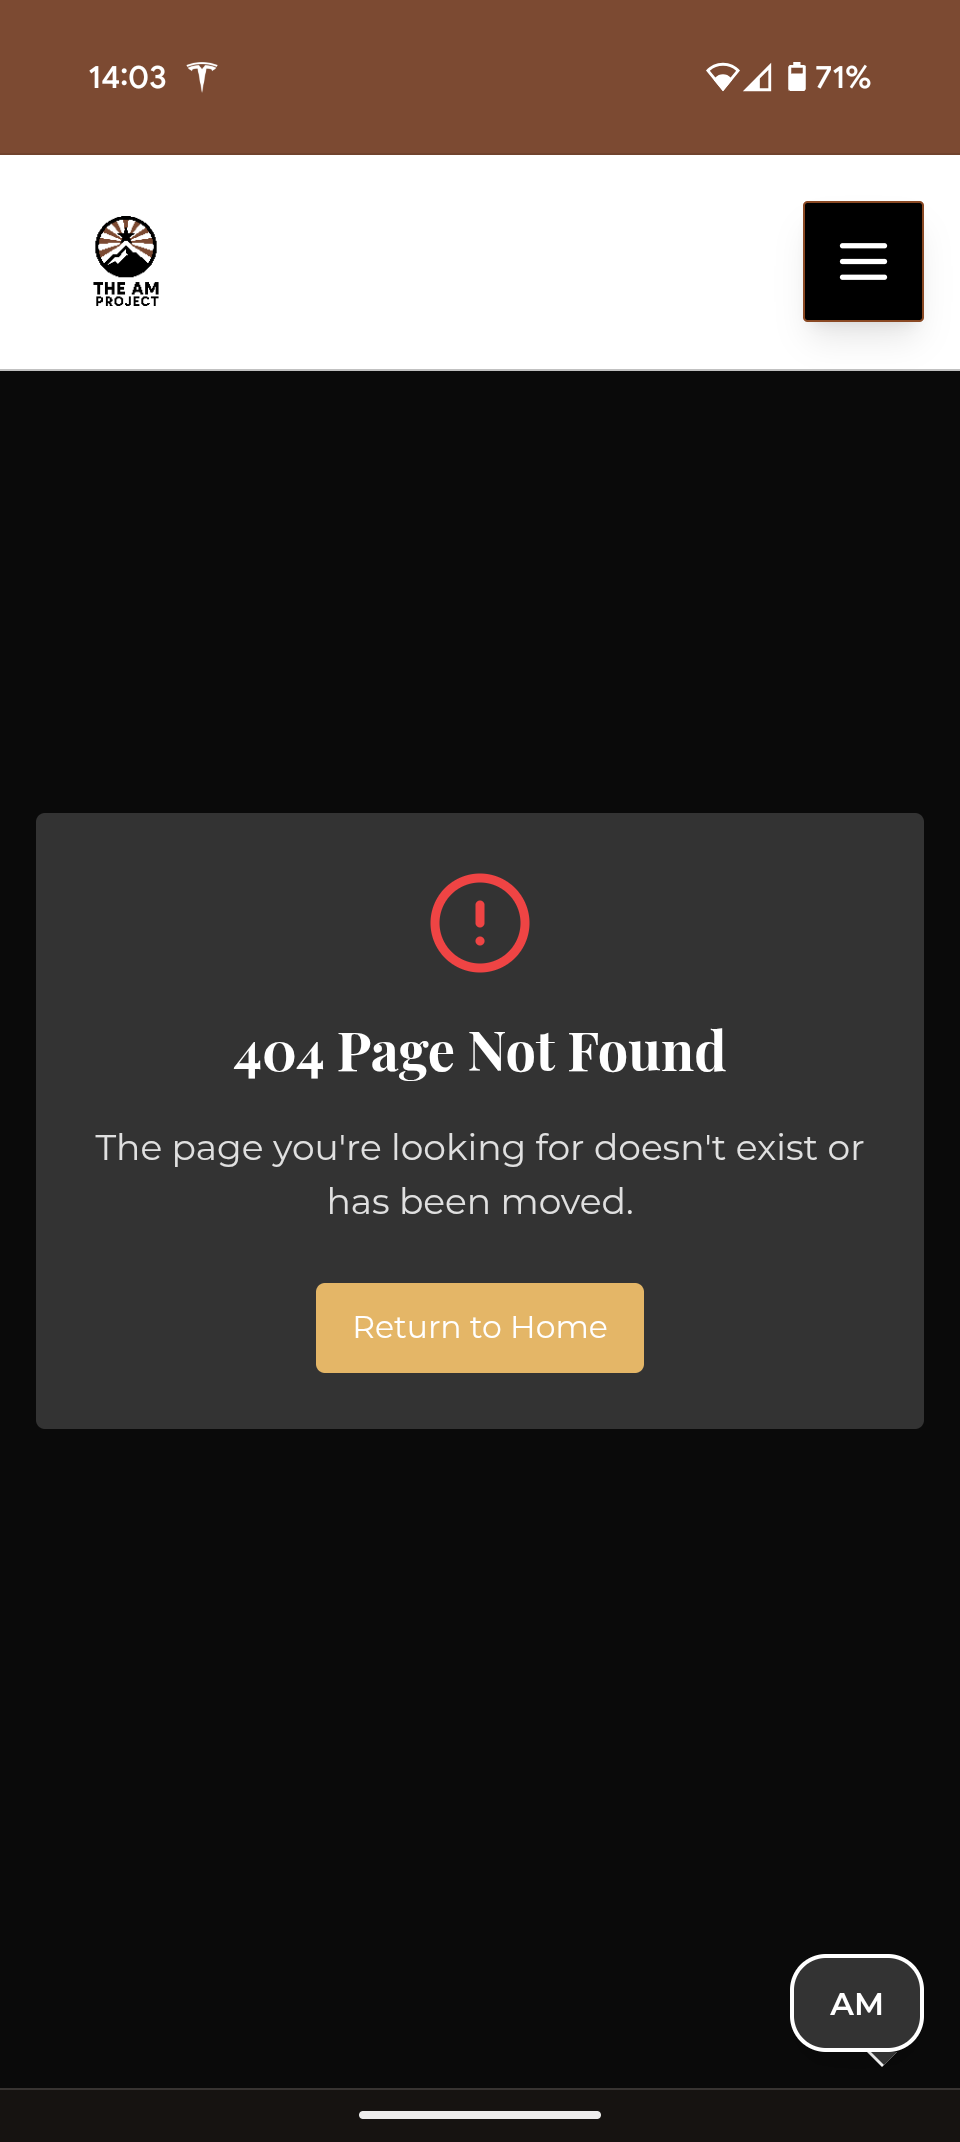 14:03 71%
THE AM
PROJECT
404 Page Not Found
The page you're looking for doesn't exist or
has been moved.
Return to Home
AM